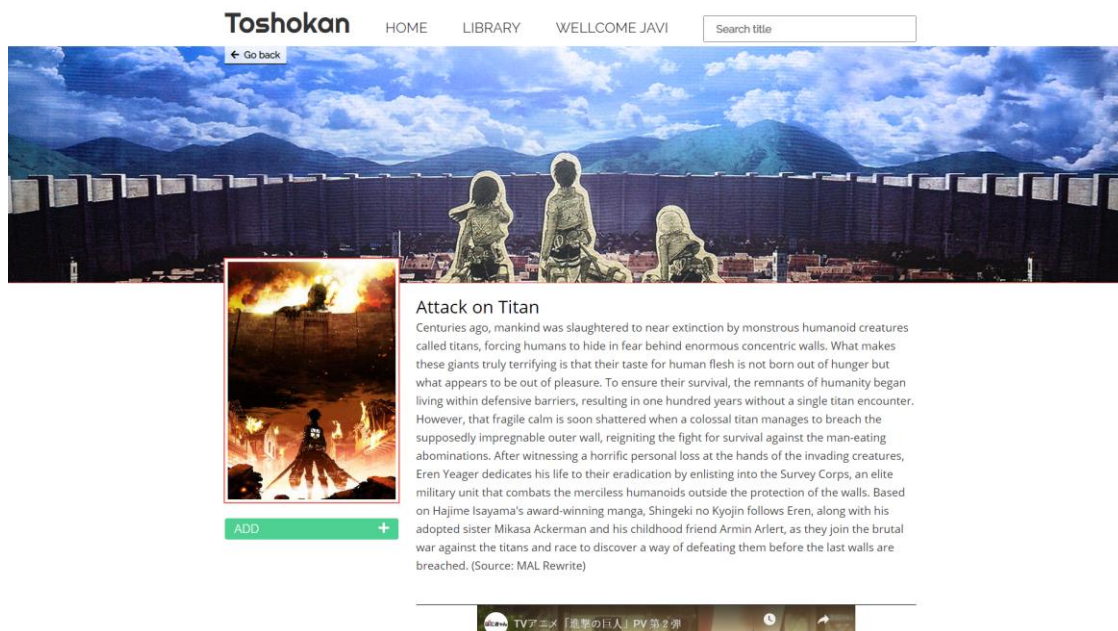 Toshokan
HOME LIBRARY WELLCOME JAVI Search title
Go back
Attack on Titan
Centuries ago, mankind was slaughtered to near extinction by monstrous humanoid creatures
called titans, forcing humans to hide in fear behind enormous concentric walls. What makes
these giants truly terrifying is that their taste for human flesh is not born out of hunger but
what appears to be out of pleasure. To ensure their survival, the remnants of humanity began
living within defensive barriers, resulting in one hundred years without a single titan encounter.
However, that fragile calm is soon shattered when a colossal titan manages to breach the
supposedly impregnable outer wall, reigniting the fight for survival against the man-eating
abominations. After witnessing a horrific personal loss at the hands of the invading creatures,
Eren Yeager dedicates his life to their eradication by enlisting into the Survey Corps, an elite
military unit that combats the merciless humanoids outside the protection of the walls. Based
on Hajime Isayama's award-winning manga, Shingeki no Kyojin follows Eren, along with his
adopted sister Mikasa Ackerman and his childhood friend Armin Arlert, as they join the brutal
war against the titans and race to discover a way of defeating them before the last walls are
breached. (Source: MAL Rewrite)
ADD +
TVアニメ「進撃の巨人」PV 第2弾